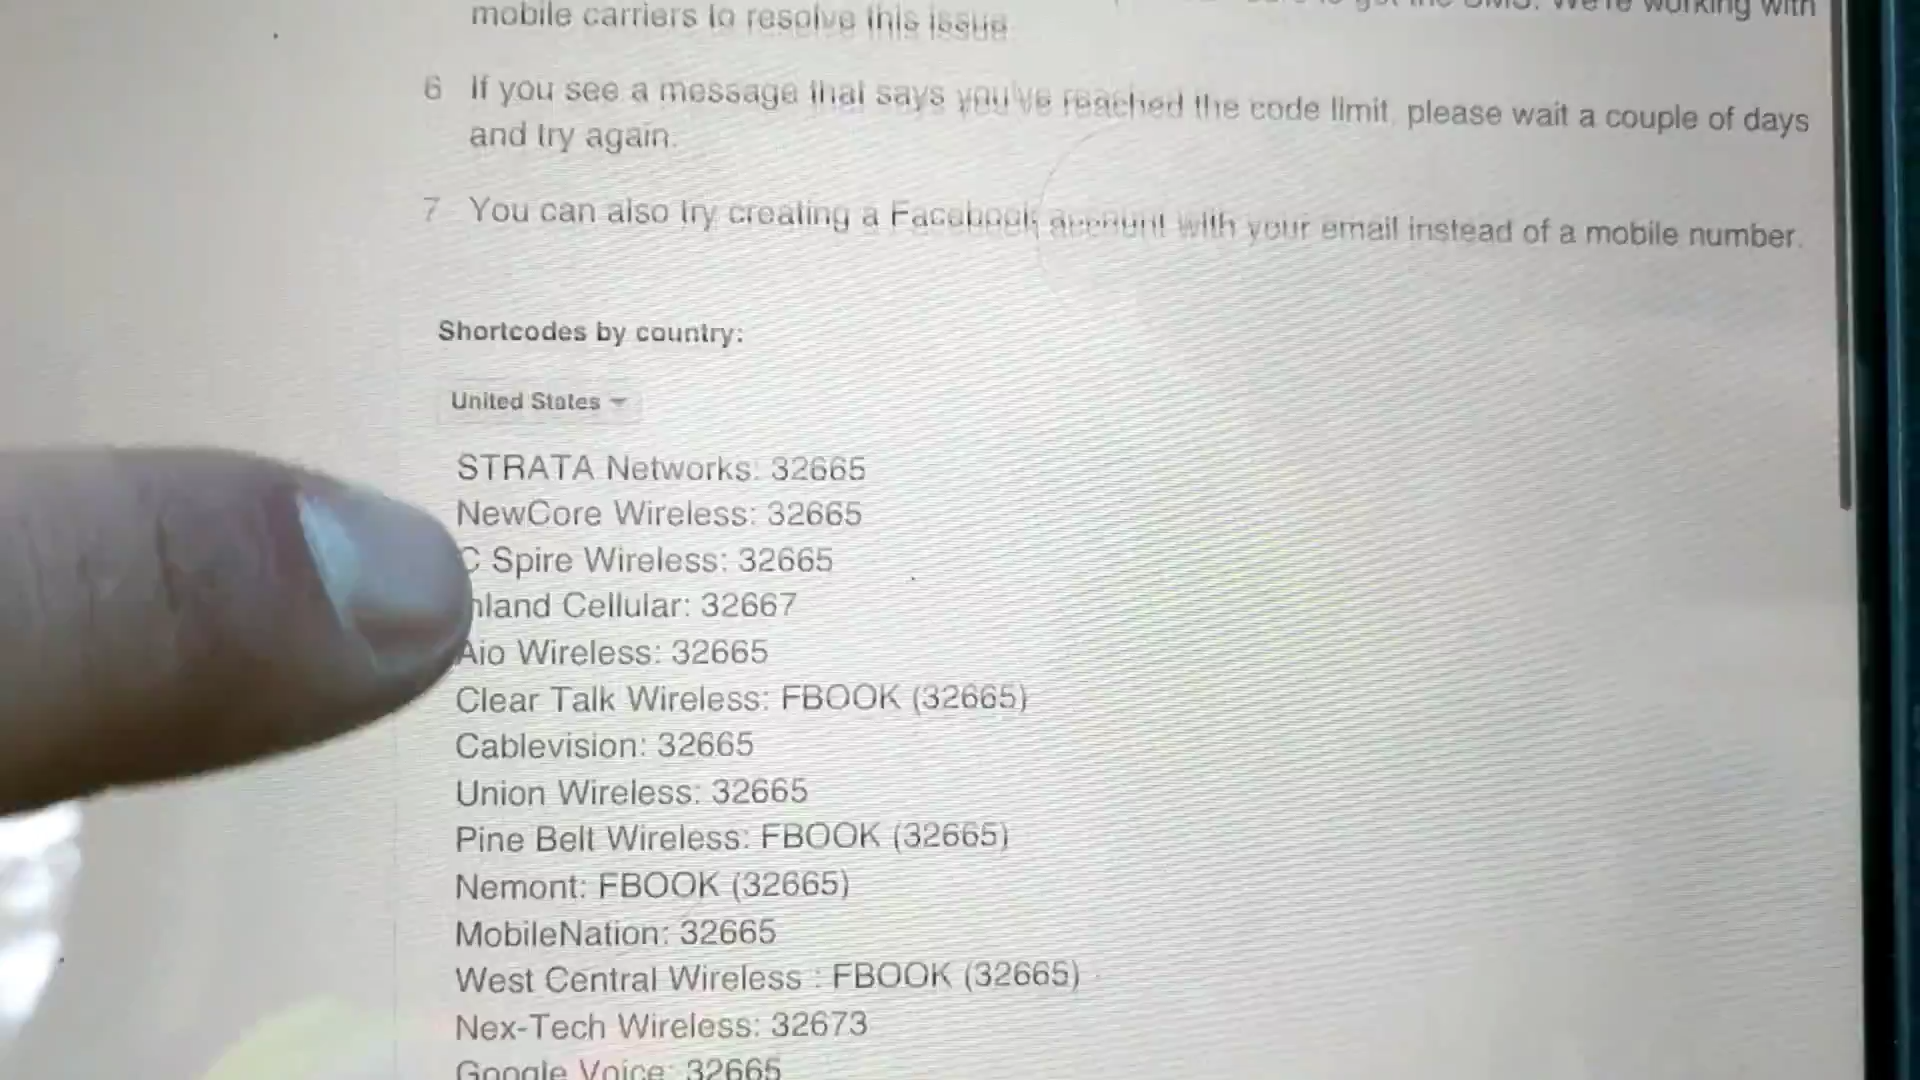 We're working with
mobile carriers to resolve this issue
6 If you see a message that says you've reached the code limit, please wait a couple of days
and try again.
7 You can also try creating a Facebook account with your email instead of a mobile number.
Shortcodes by country:
United States
STRATA Networks: 32665
NewCore Wireless: 32665
C Spire Wireless: 32665
nland Cellular: 32667
Aio Wireless: 32665
Clear Talk Wireless: FBOOK (32665)
Cablevision: 32665
Union Wireless: 32665
Pine Belt Wireless: FBOOK (32665)
Nemont: FBOOK (32665)
MobileNation: 32665
West Central Wireless : FBOOK (32665)
Nex-Tech Wireless: 32673
Google Voice: 32665